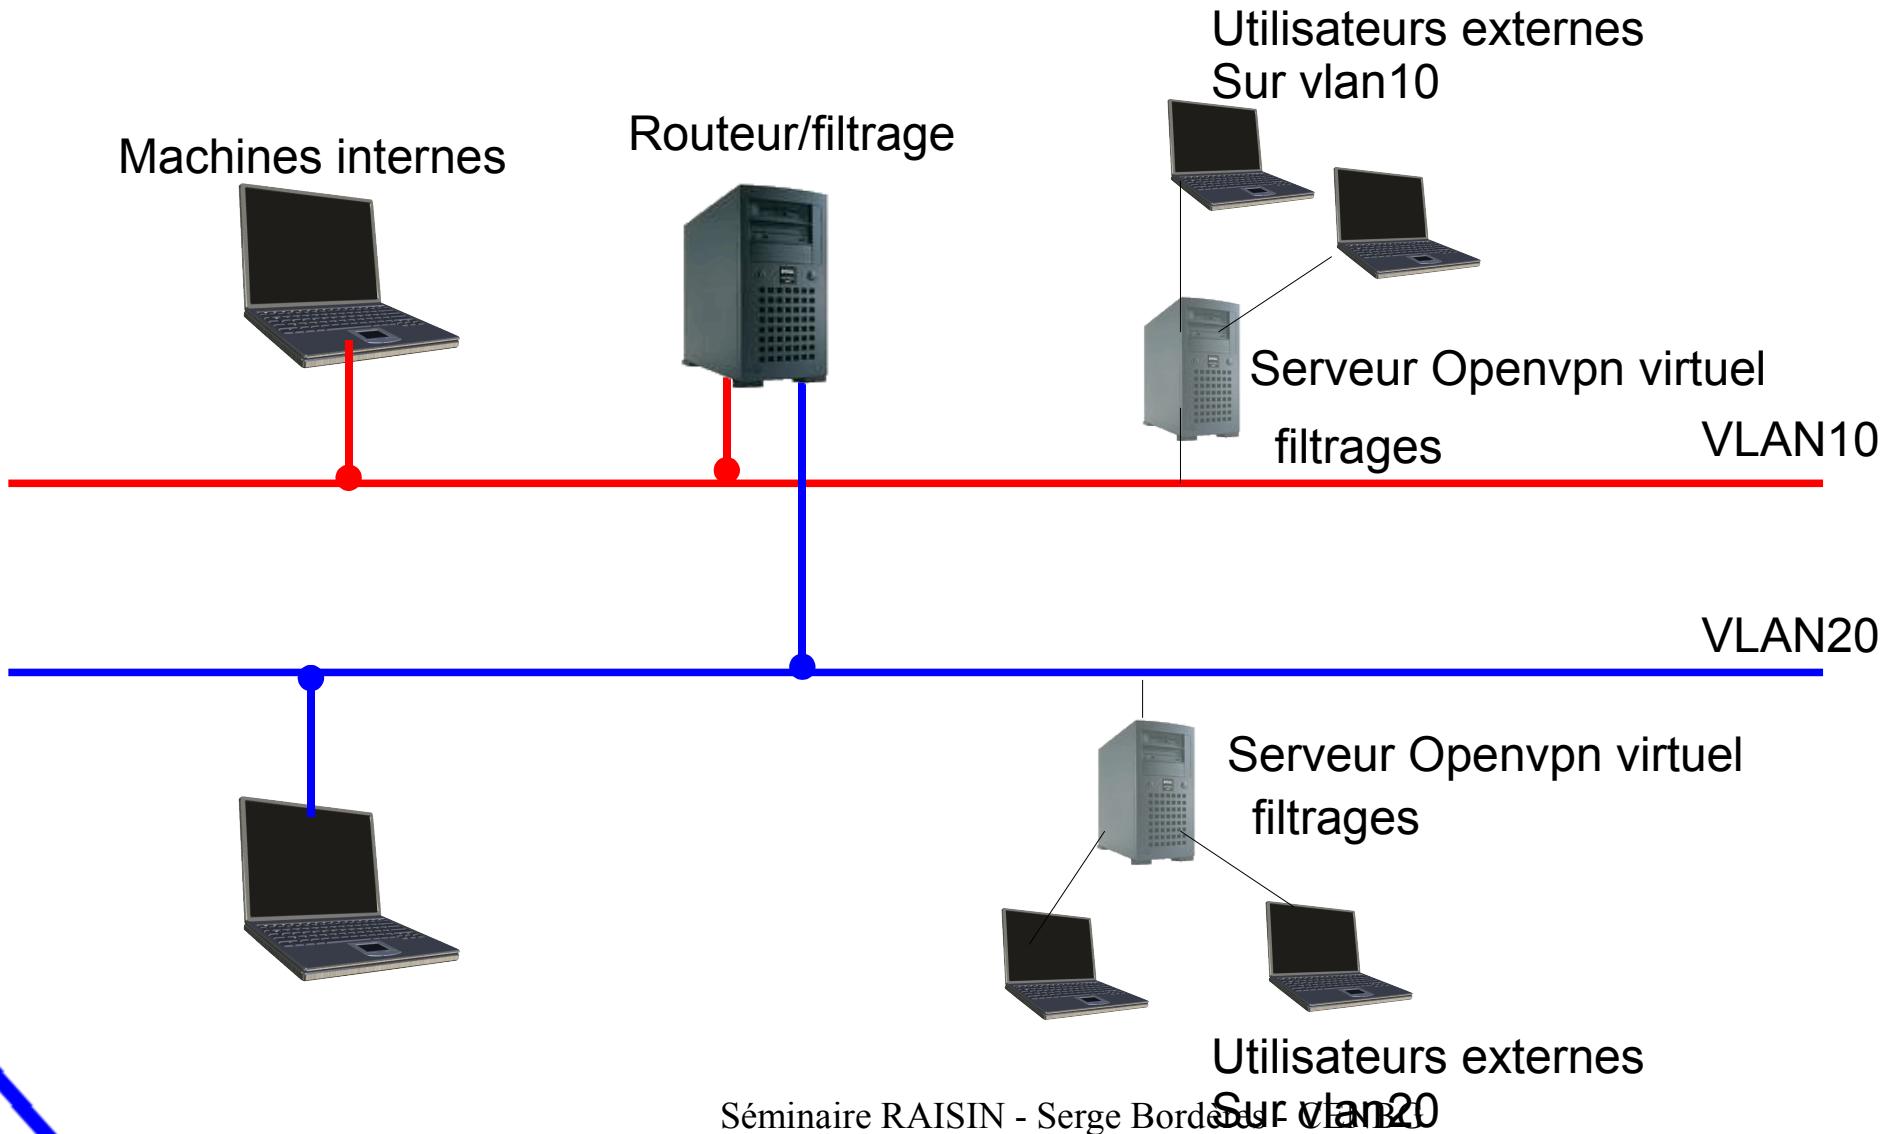 Utilisateurs externes
Sur vlan10
Machines internes
Routeur/filtrage
Serveur Openvpn virtuel
filtrages
VLAN10
VLAN20
Serveur Openvpn virtuel
filtrages
Utilisateurs externes
Sur vlan20
Séminaire RAISIN - Serge Bordères - CENBG